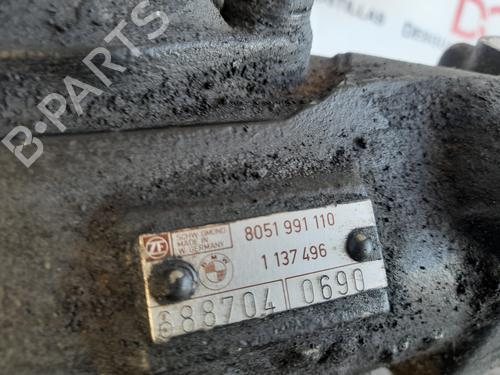 B-PARTS
ZF
SCHW. GMÜND
MADE IN
W. GERMANY
8051 991 110
1 137 496
688704 0690